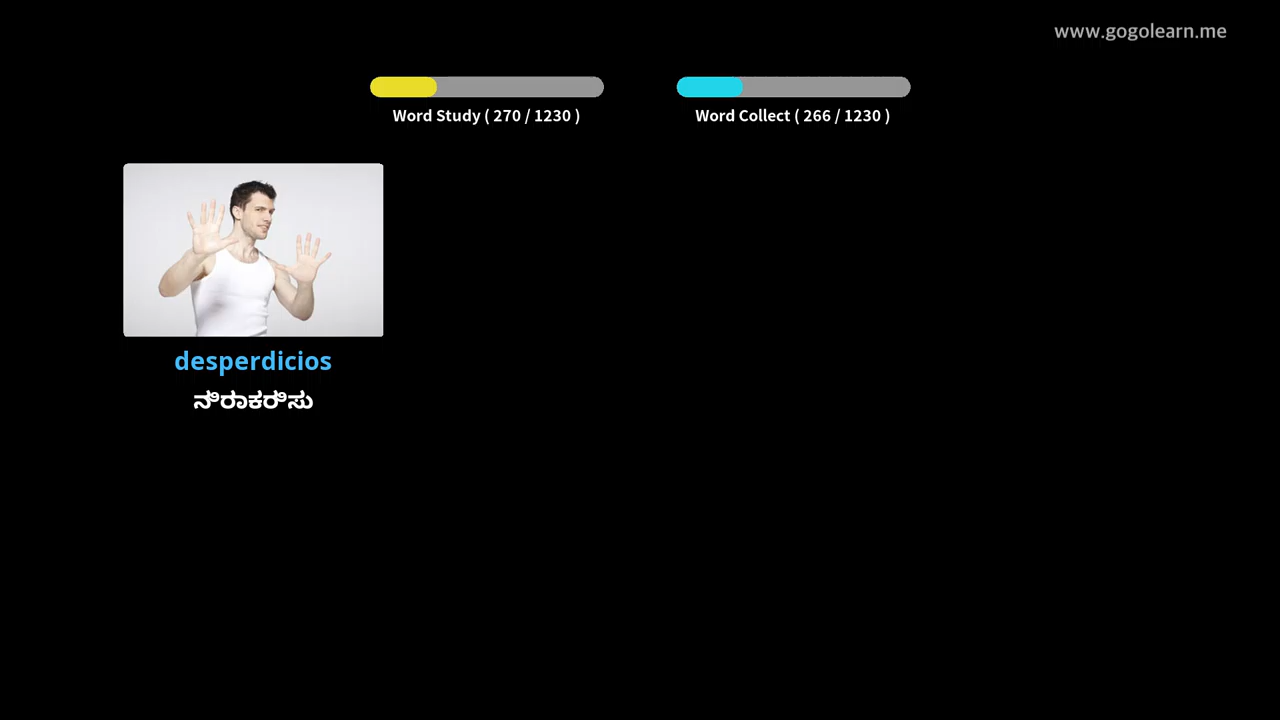 www.gogolearn.me
Word Study ( 270 / 1230 )
Word Collect ( 266 / 1230 )
desperdicios
ನಿರಾಕರಿಸು